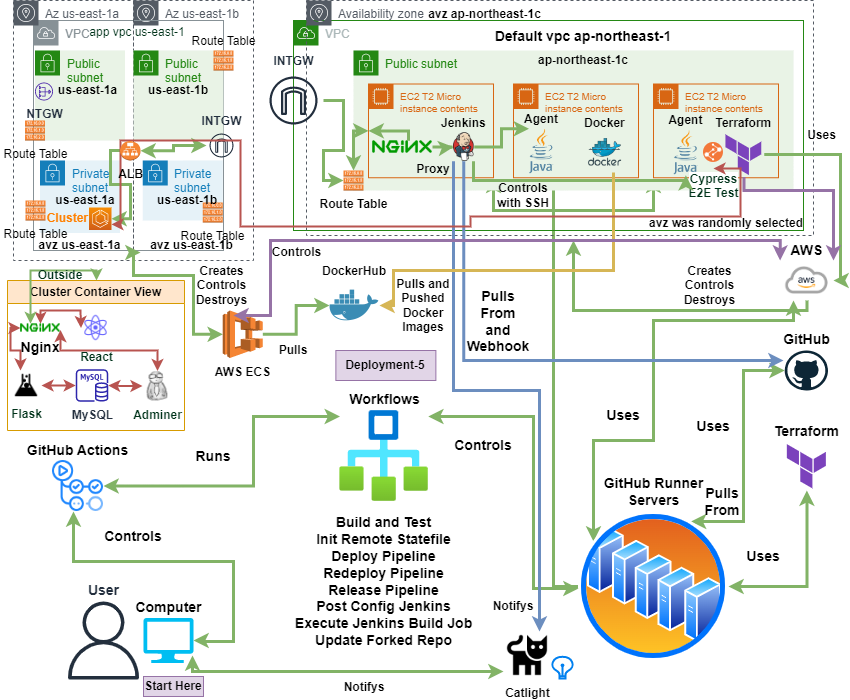 Az us-east-1a
Az us-east-1b
VPC
app vpc us-east-1
Route Table
Public
subnet
us-east-1a
Public
subnet
us-east-1b
NTGW
INTGW
Route Table
ALB
Private
subnet
us-east-1a
Private
subnet
us-east-1b
Cluster
Route Table
Route Table
avz us-east-1a
avz us-east-1b
Availability zone avz ap-northeast-1c
VPC
Default vpc ap-northeast-1
ap-northeast-1c
INTGW
Public subnet
EC2 T2 Micro
instance contents
EC2 T2 Micro
instance contents
EC2 T2 Micro
instance contents
Jenkins
Agent
Docker
Agent
Terraform
NGiNX
Java
docker
Java
Proxy
Uses
Route Table
Controls
with SSH
Cypress
E2E Test
avz was randomly selected
Outside
Cluster Container View
NGiNX
Nginx
React
MySQL
Flask
MySQL
Adminer
Creates
Controls
Destroys
Controls
DockerHub
AWS ECS
Pulls
Pulls and
Pushed
Docker
Images
Pulls
From
and
Webhook
Creates
Controls
Destroys
AWS
aws
GitHub
Deployment-5
Workflows
Runs
Controls
Uses
Uses
Terraform
GitHub Actions
GitHub Runner
Servers
Pulls
From
Uses
Controls
Build and Test
Init Remote Statefile
Deploy Pipeline
Redeploy Pipeline
Release Pipeline
Post Config Jenkins
Execute Jenkins Build Job
Update Forked Repo
User
Computer
Start Here
Notifys
Notifys
Catlight